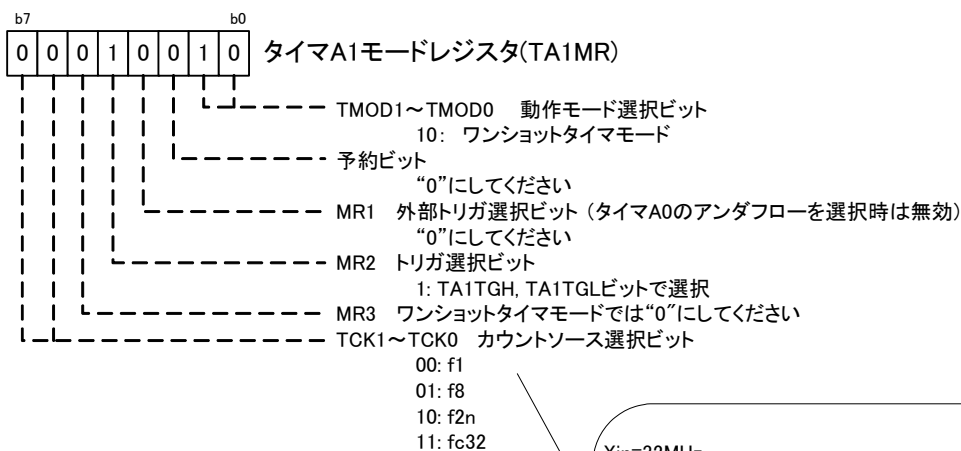 b7 b0
0 0 0 1 0 0 1 0 タイマA1モードレジスタ(TA1MR)
TMOD1～TMOD0 動作モード選択ビット
10: ワンショットタイマモード
予約ビット
“0”にしてください
MR1 外部トリガ選択ビット (タイマA0のアンダフローを選択時は無効)
“0”にしてください
MR2 トリガ選択ビット
1: TA1TGH, TA1TGLビットで選択
MR3 ワンショットタイマモードでは“0”にしてください
TCK1～TCK0 カウントソース選択ビット
00: f1
01: f8
10: f2n
11: fc32